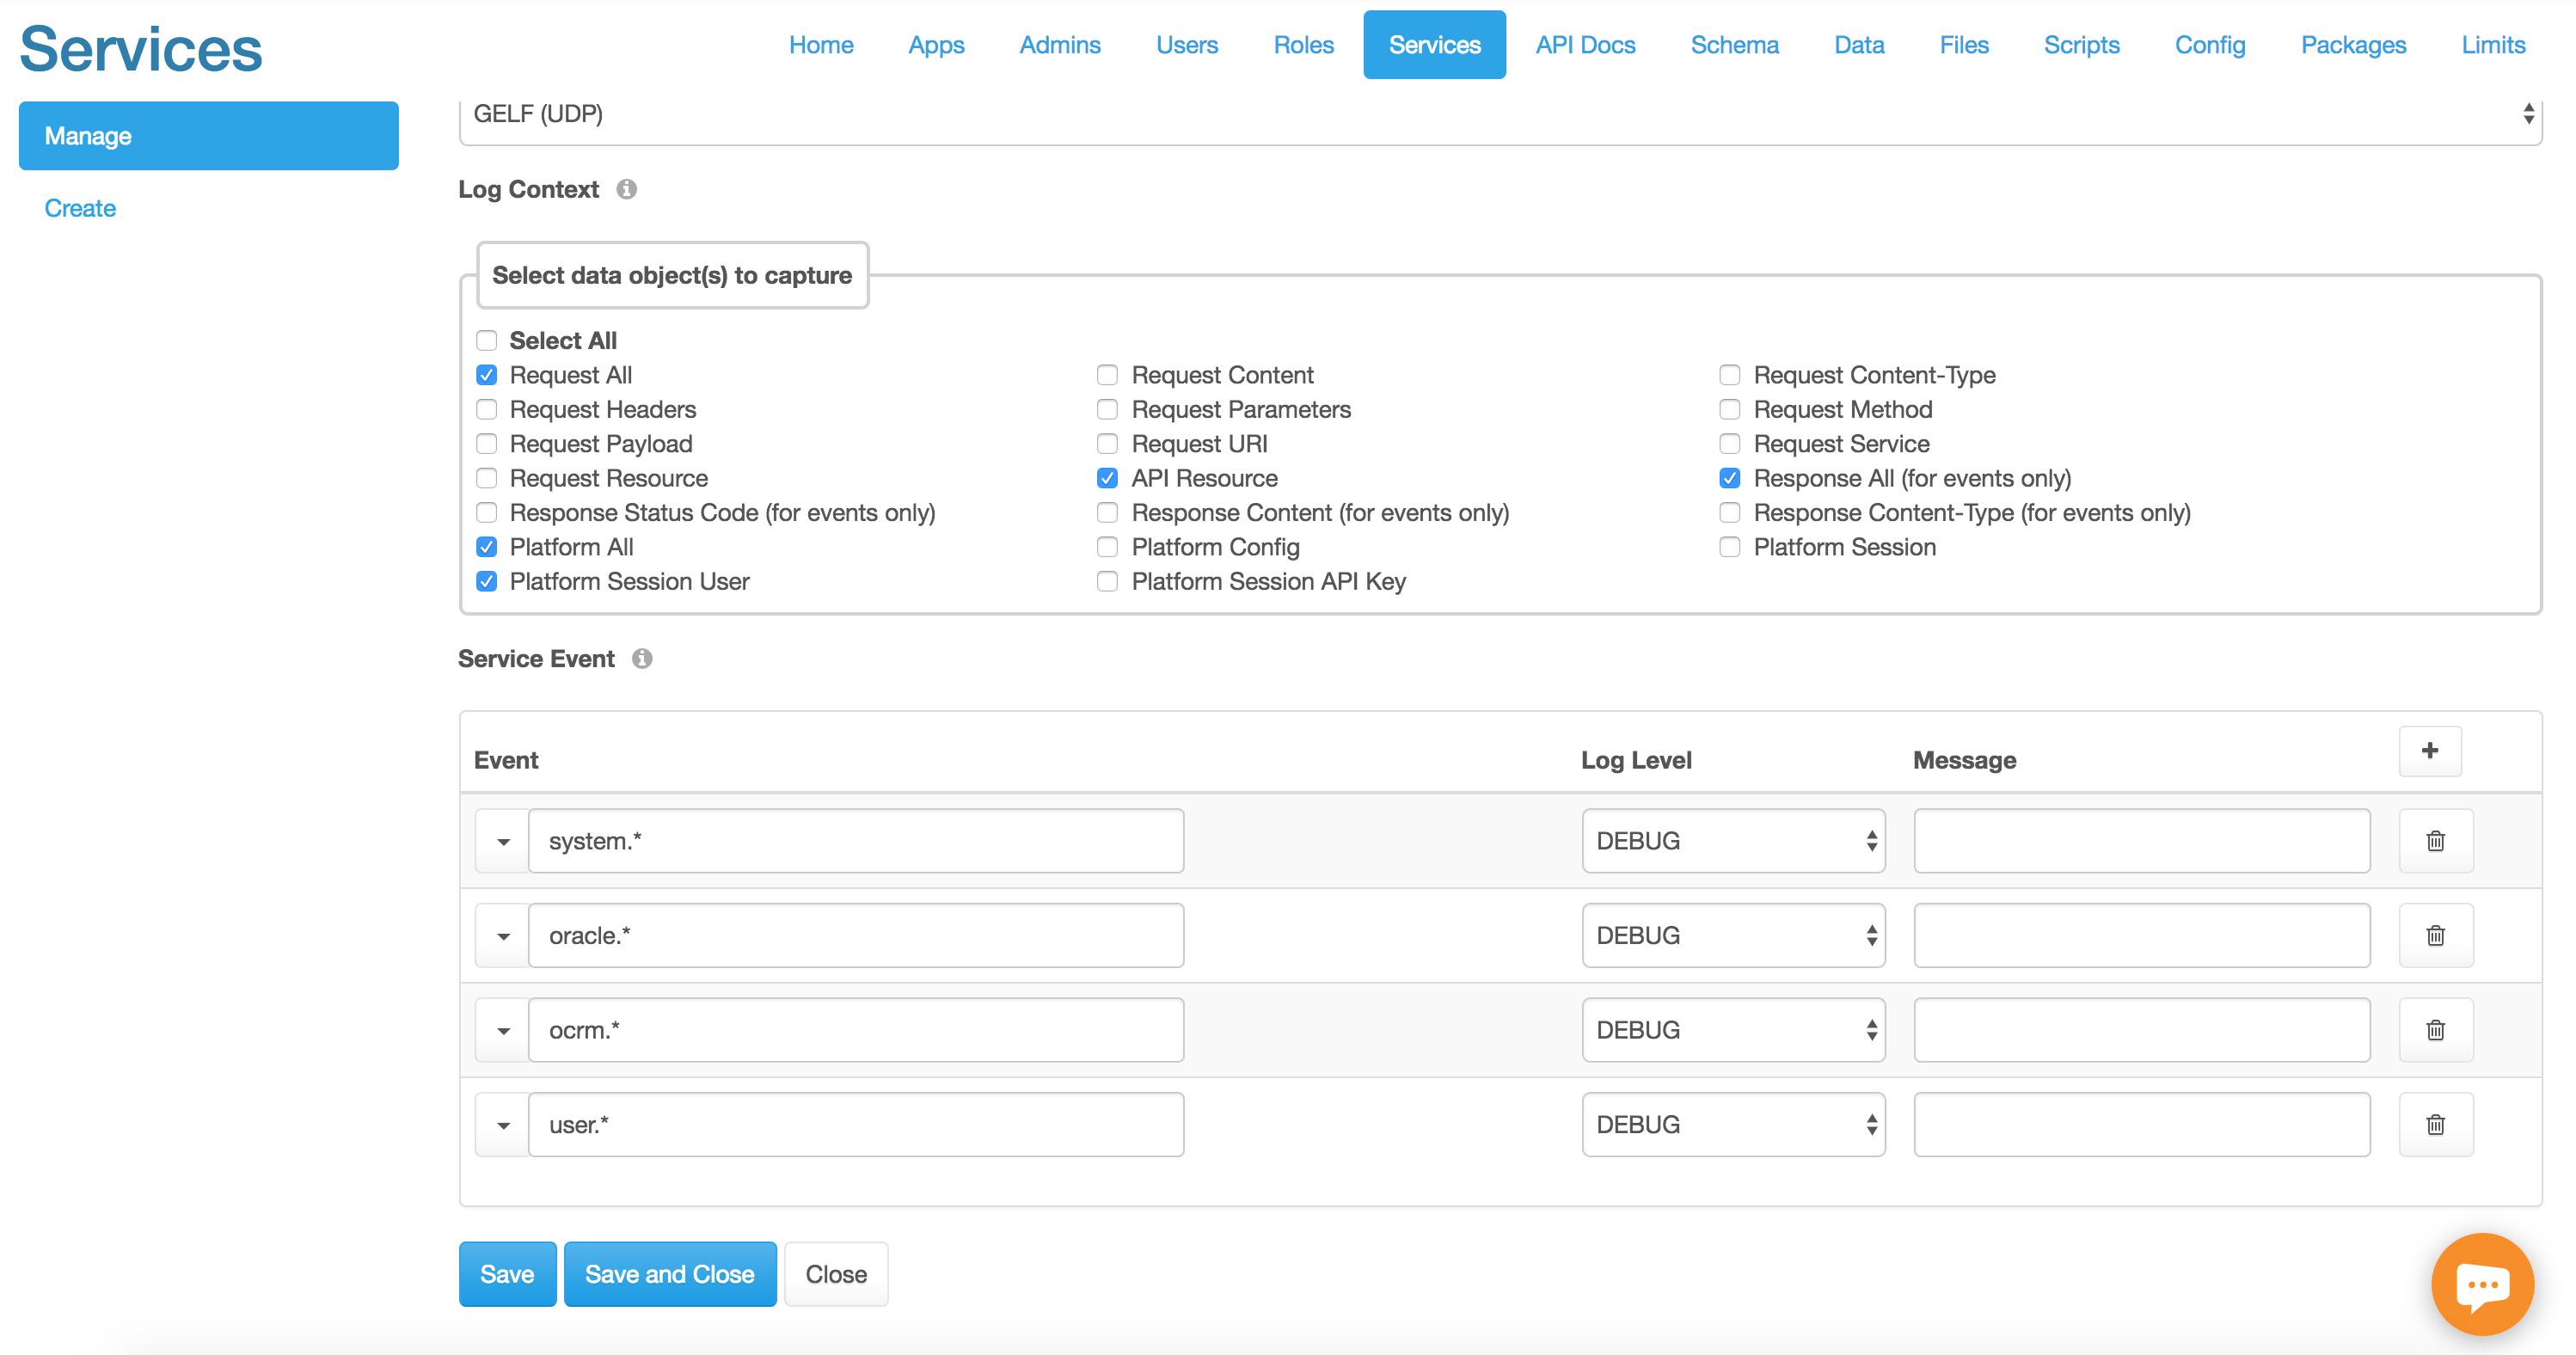 Services
Home Apps Admins Users Roles Services API Docs Schema Data Files Scripts Config Packages Limits
Manage
Create
GELF (UDP)
Log Context
Select data object(s) to capture
Select All
Request All Request Content Request Content-Type
Request Headers Request Parameters Request Method
Request Payload Request URI Request Service
Request Resource API Resource Response All (for events only)
Response Status Code (for events only) Response Content (for events only) Response Content-Type (for events only)
Platform All Platform Config Platform Session
Platform Session User Platform Session API Key
Service Event
Event Log Level Message
system.* DEBUG
oracle.* DEBUG
ocrm.* DEBUG
user.* DEBUG
Save Save and Close Close